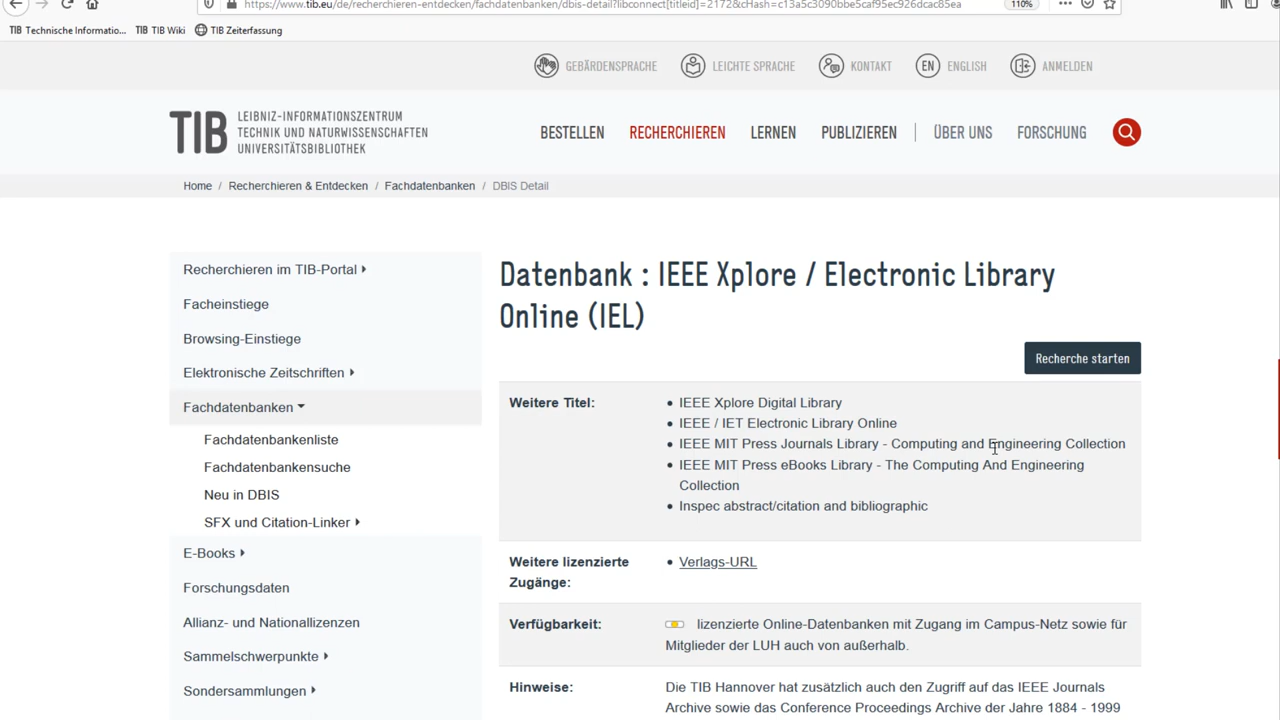 https://www.tib.eu/de/recherchieren-entdecken/fachdatenbanken/dbis-detail?libconnect[titleid]=2172&cHash=c13a5c3090bbe5caf95ec926dcac85ea 110%
TIB Technische Informatio... TIB TIB Wiki TIB Zeiterfassung
GEBÄRDENSPRACHE LEICHTE SPRACHE KONTAKT EN ENGLISH ANMELDEN
TIB LEIBNIZ-INFORMATIONSZENTRUM
TECHNIK UND NATURWISSENSCHAFTEN
UNIVERSITÄTSBIBLIOTHEK
BESTELLEN RECHERCHIEREN LERNEN PUBLIZIEREN ÜBER UNS FORSCHUNG
Home / Recherchieren & Entdecken / Fachdatenbanken / DBIS Detail
Recherchieren im TIB-Portal
Facheinstiege
Browsing-Einstiege
Elektronische Zeitschriften
Fachdatenbanken
Fachdatenbankenliste
Fachdatenbankensuche
Neu in DBIS
SFX und Citation-Linker
E-Books
Forschungsdaten
Allianz- und Nationallizenzen
Sammelschwerpunkte
Sondersammlungen
Datenbank : IEEE Xplore / Electronic Library
Online (IEL)
Recherche starten
Weitere Titel:
• IEEE Xplore Digital Library
• IEEE / IET Electronic Library Online
• IEEE MIT Press Journals Library - Computing and Engineering Collection
• IEEE MIT Press eBooks Library - The Computing And Engineering
Collection
• Inspec abstract/citation and bibliographic
Weitere lizenzierte
Zugänge:
• Verlags-URL
Verfügbarkeit:
lizenzierte Online-Datenbanken mit Zugang im Campus-Netz sowie für
Mitglieder der LUH auch von außerhalb.
Hinweise:
Die TIB Hannover hat zusätzlich auch den Zugriff auf das IEEE Journals
Archive sowie das Conference Proceedings Archive der Jahre 1884 - 1999